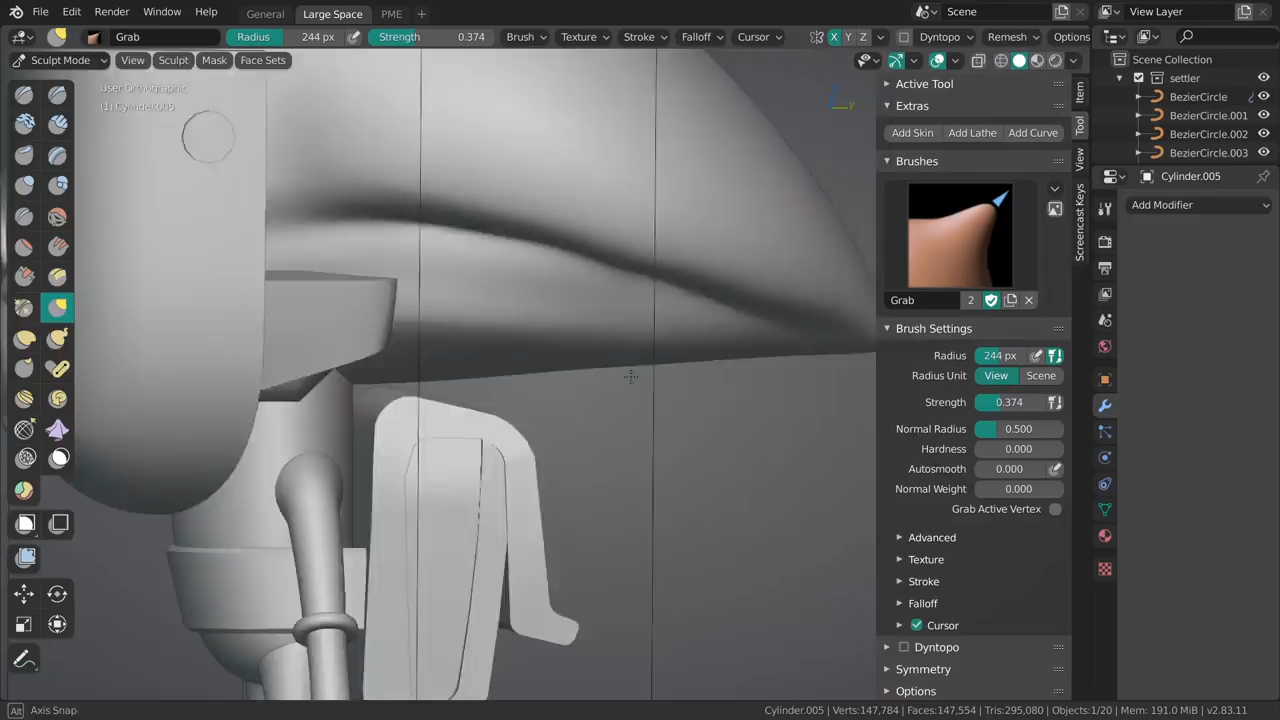 File Edit Render Window Help General Large Space PME + Scene View Layer
Grab Radius 244 px Strength 0.374 Brush Texture Stroke Falloff Cursor X Y Z Dyntopo Remesh Options
Sculpt Mode View Sculpt Mask Face Sets
User Orthographic
(1) Cylinder.005
Active Tool
Extras
Add Skin Add Lathe Add Curve
Brushes
Grab 2
Brush Settings
Radius 244 px
Radius Unit View Scene
Strength 0.374
Normal Radius 0.500
Hardness 0.000
Autosmooth 0.000
Normal Weight 0.000
Grab Active Vertex
Advanced
Texture
Stroke
Falloff
Cursor
Dyntopo
Symmetry
Options
Item
Tool
View
Screencast Keys
Scene Collection
settler
BezierCircle
BezierCircle.001
BezierCircle.002
BezierCircle.003
Cylinder.005
Add Modifier
Alt Axis Snap
Cylinder.005 | Verts:147,784 | Faces:147,554 | Tris:295,080 | Objects:1/20 | Mem: 191.0 MiB | v2.83.11